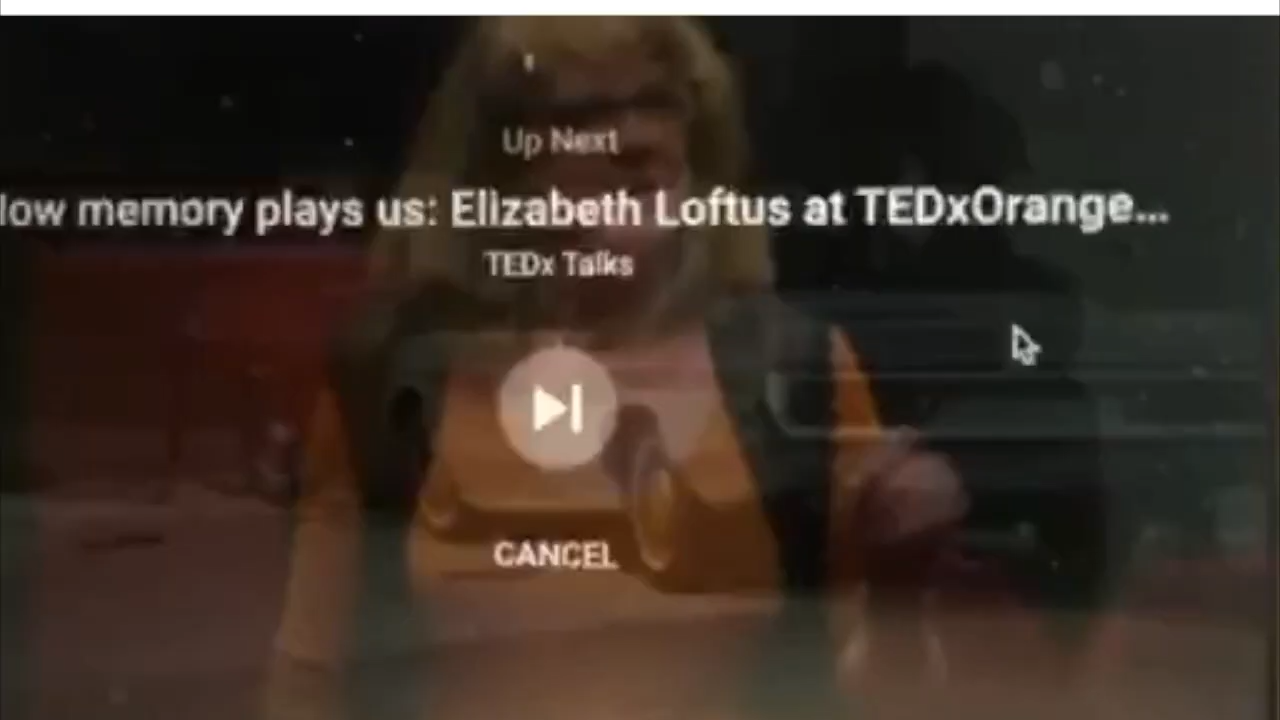 Up Next
low memory plays us: Elizabeth Loftus at TEDxOrange...
TEDx Talks
CANCEL